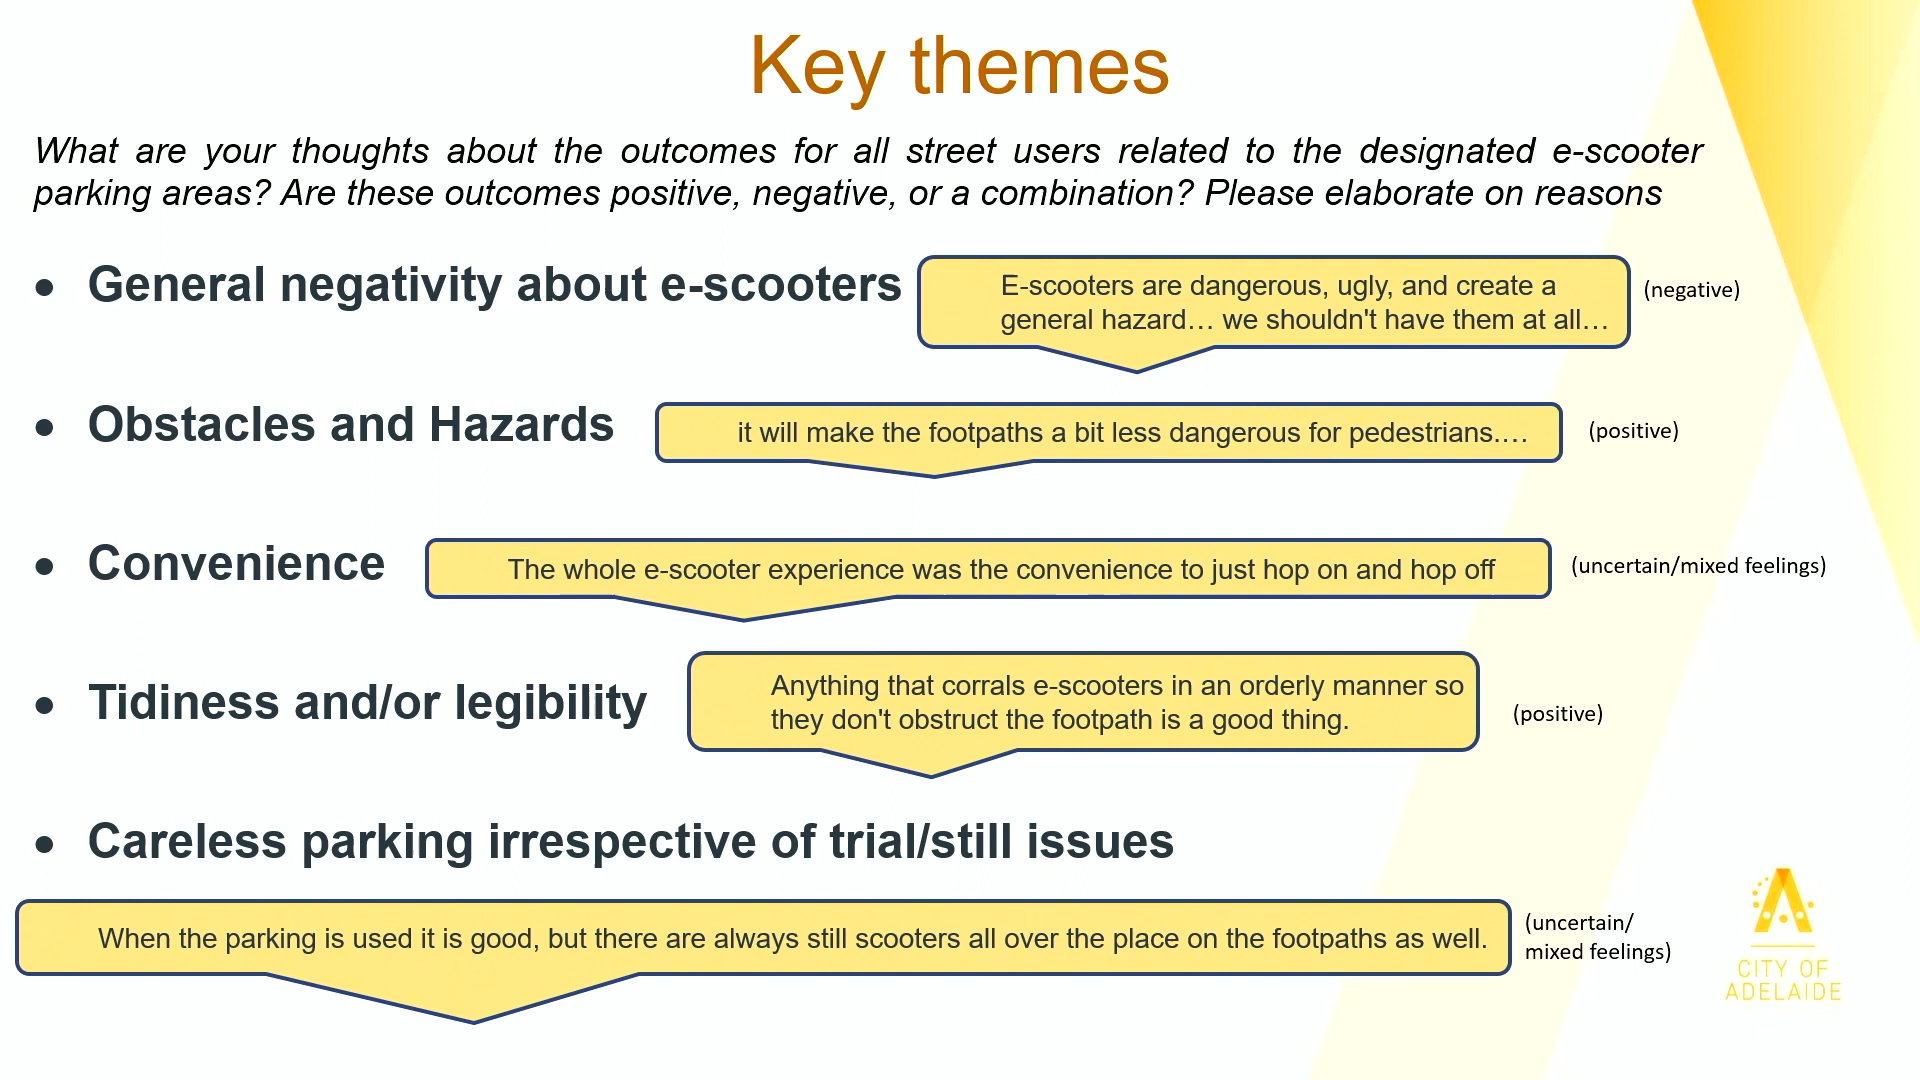 Key themes
What are your thoughts about the outcomes for all street users related to the designated e-scooter
parking areas? Are these outcomes positive, negative, or a combination? Please elaborate on reasons
• General negativity about e-scooters
E-scooters are dangerous, ugly, and create a
general hazard… we shouldn't have them at all…
(negative)
• Obstacles and Hazards
it will make the footpaths a bit less dangerous for pedestrians.…
(positive)
• Convenience
The whole e-scooter experience was the convenience to just hop on and hop off
(uncertain/mixed feelings)
• Tidiness and/or legibility
Anything that corrals e-scooters in an orderly manner so
they don't obstruct the footpath is a good thing.
(positive)
• Careless parking irrespective of trial/still issues
When the parking is used it is good, but there are always still scooters all over the place on the footpaths as well.
(uncertain/
mixed feelings)
CITY OF
ADELAIDE